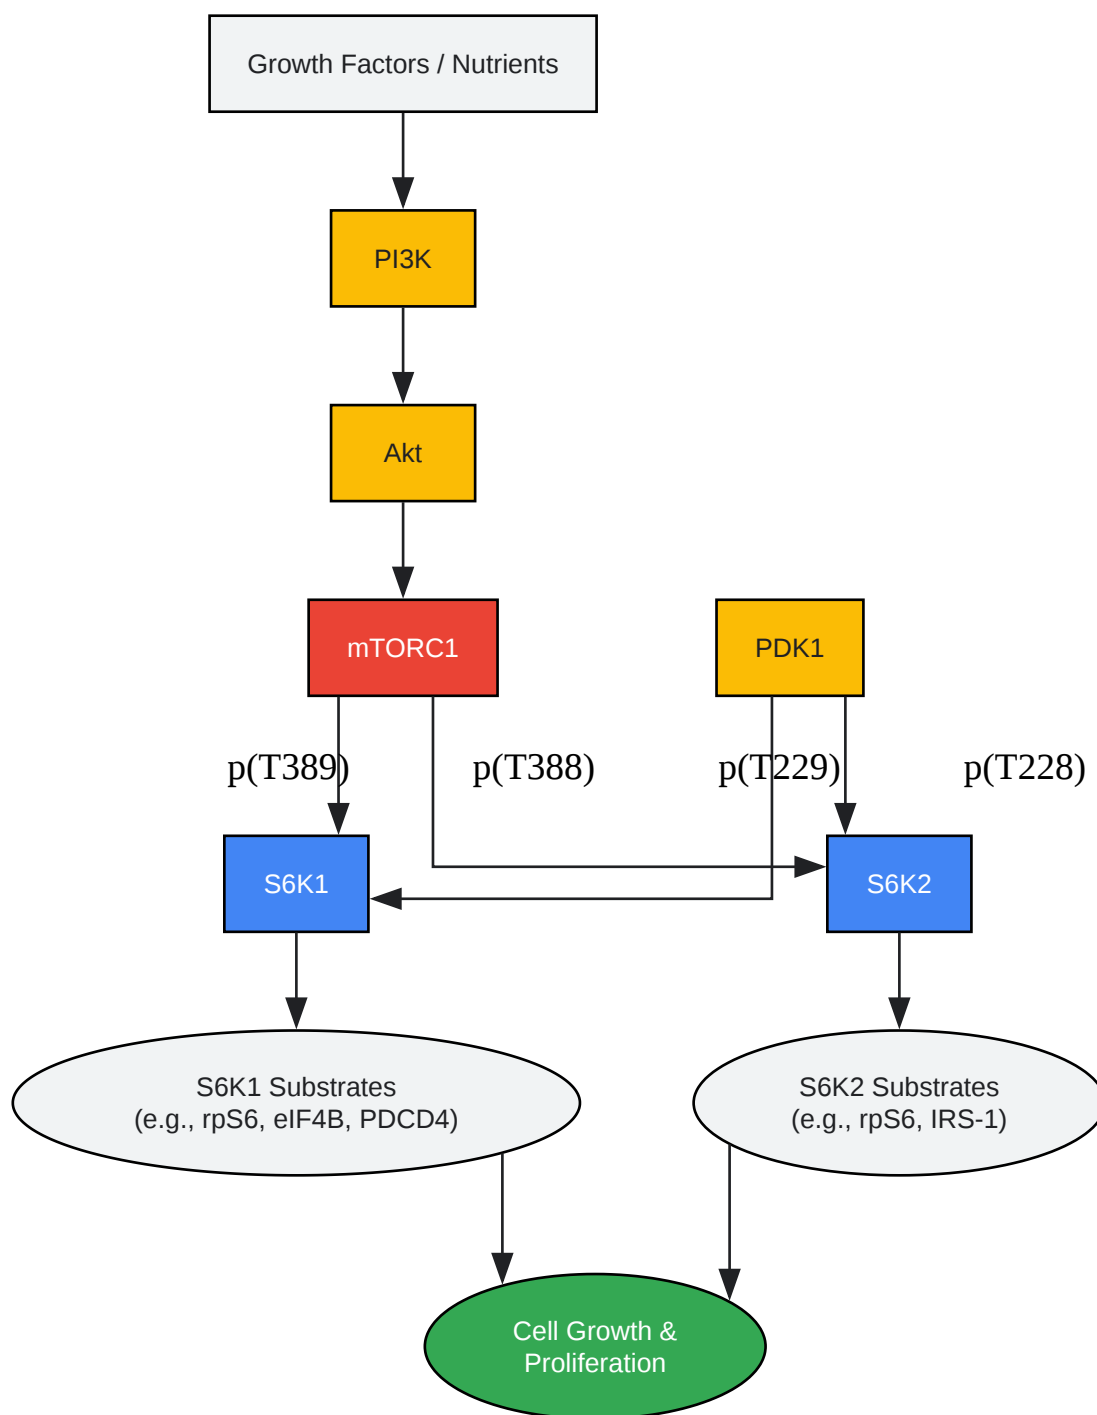 Growth Factors / Nutrients
PI3K
Akt
mTORC1
PDK1
p(T389)
p(T388)
p(T229)
p(T228)
S6K1
S6K2
S6K1 Substrates
(e.g., rpS6, eIF4B, PDCD4)
S6K2 Substrates
(e.g., rpS6, IRS-1)
Cell Growth &
Proliferation